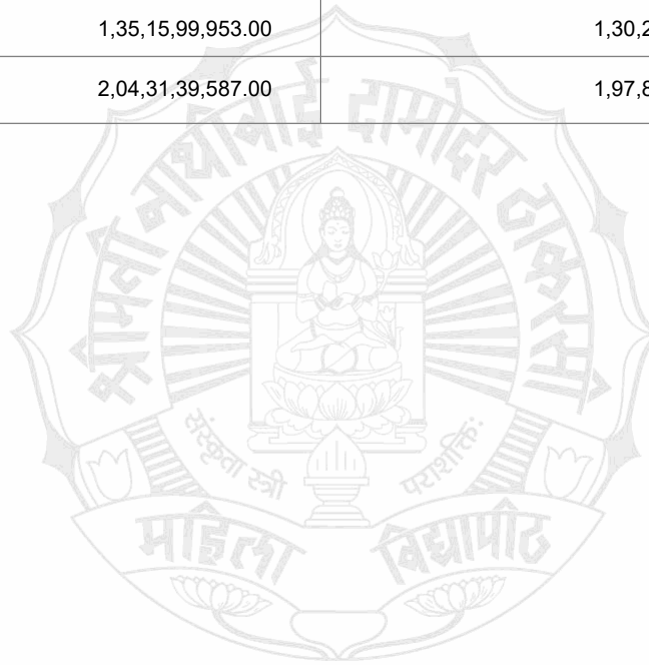 1,35,15,99,953.00 1,30,2
2,04,31,39,587.00 1,97,8
श्रीमती नाथीबाई दामोदर ठाकरसी
संस्कृता स्त्री पराशक्तिः
महिला विद्यापीठ